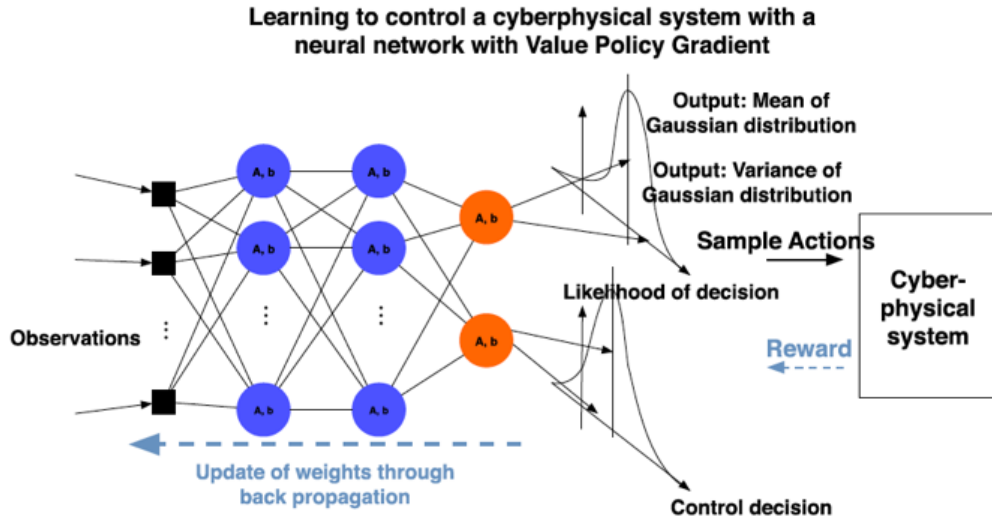 Learning to control a cyberphysical system with a
neural network with Value Policy Gradient
Output: Mean of
Gaussian distribution
Output: Variance of
Gaussian distribution
A, b
A, b
A, b
A, b
A, b
A, b
A, b
A, b
Sample Actions
Likelihood of decision
Cyber-
physical
system
Observations
Reward
Update of weights through
back propagation
Control decision